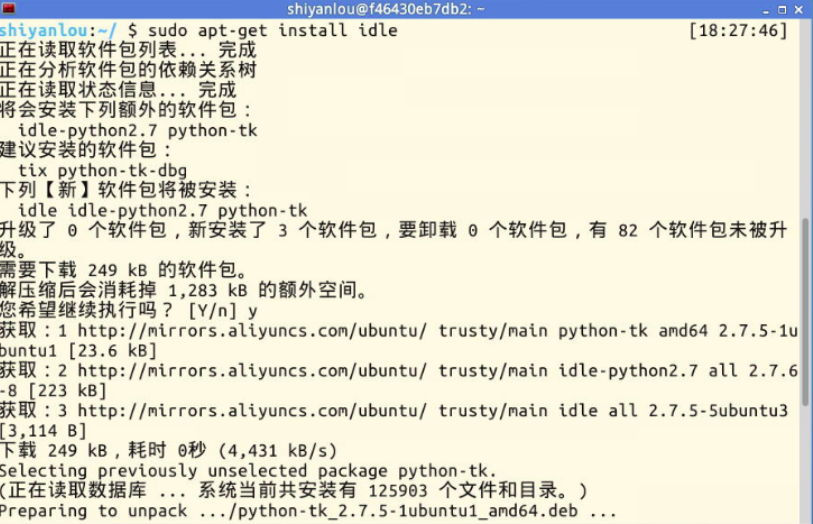 shiyanlou@f46430eb7db2: ~
shiyanlou:~/ $ sudo apt-get install idle [18:27:46]
正在读取软件包列表... 完成
正在分析软件包的依赖关系树
正在读取状态信息... 完成
将会安装下列额外的软件包：
idle-python2.7 python-tk
建议安装的软件包：
tix python-tk-dbg
下列【新】软件包将被安装：
idle idle-python2.7 python-tk
升级了 0 个软件包，新安装了 3 个软件包，要卸载 0 个软件包，有 82 个软件包未被升
级。
需要下载 249 kB 的软件包。
解压缩后会消耗掉 1,283 kB 的额外空间。
您希望继续执行吗？ [Y/n] y
获取：1 http://mirrors.aliyuncs.com/ubuntu/ trusty/main python-tk amd64 2.7.5-1u
buntu1 [23.6 kB]
获取：2 http://mirrors.aliyuncs.com/ubuntu/ trusty/main idle-python2.7 all 2.7.6
-8 [223 kB]
获取：3 http://mirrors.aliyuncs.com/ubuntu/ trusty/main idle all 2.7.5-5ubuntu3
[3,114 B]
下载 249 kB，耗时 0秒 (4,431 kB/s)
Selecting previously unselected package python-tk.
(正在读取数据库 ... 系统当前共安装有 125903 个文件和目录。)
Preparing to unpack .../python-tk_2.7.5-1ubuntu1_amd64.deb ...